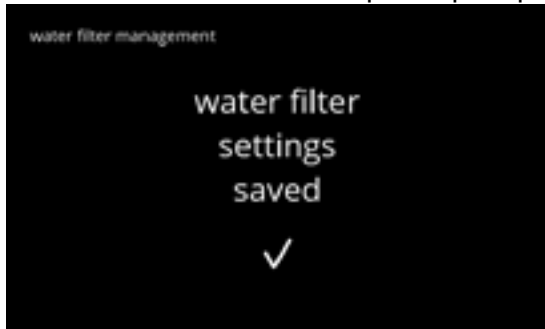 water filter management
water filter
settings
saved